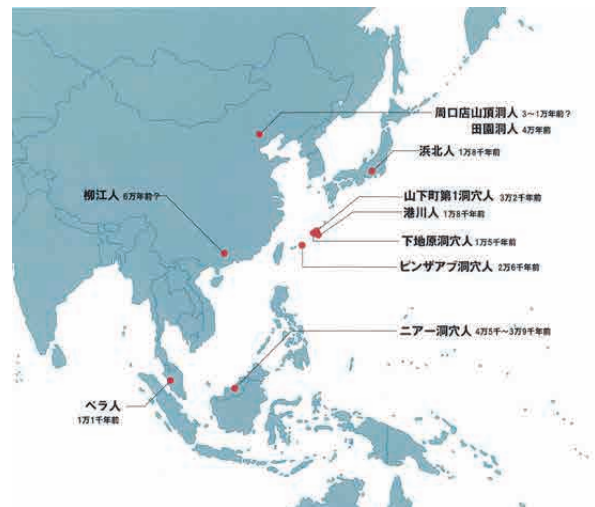 周口店山頂洞人 3～1万年前?
田園洞人 4万年前
浜北人 1万8千年前
山下町第1洞穴人 3万2千年前
柳江人 6万年前?
港川人 1万8千年前
下地原洞穴人 1万5千年前
ピンザアブ洞穴人 2万6千年前
ニアー洞穴人 4万5千～3万9千年前
ペラ人
1万1千年前